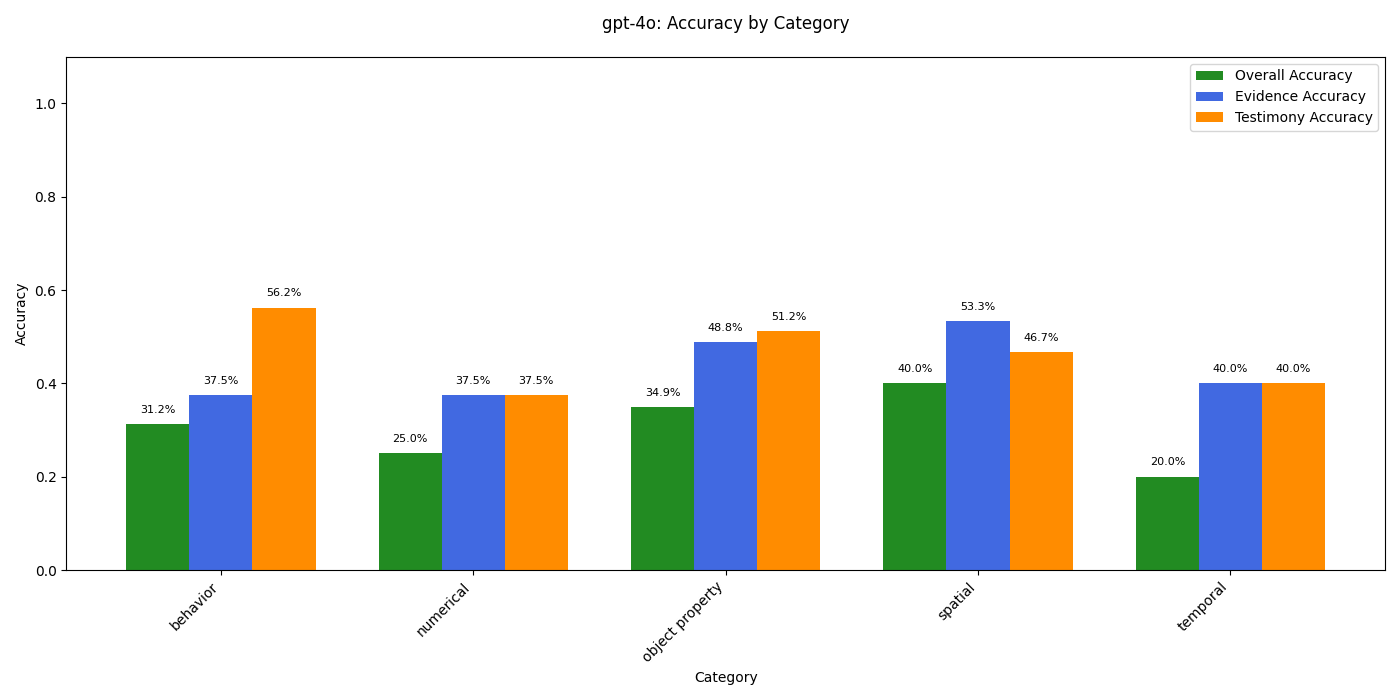 gpt-4o: Accuracy by Category
Overall Accuracy
Evidence Accuracy
Testimony Accuracy
Accuracy
1.0
0.8
0.6
0.4
0.2
0.0
31.2%
37.5%
56.2%
25.0%
37.5%
37.5%
34.9%
48.8%
51.2%
40.0%
53.3%
46.7%
20.0%
40.0%
40.0%
behavior
numerical
object property
spatial
temporal
Category